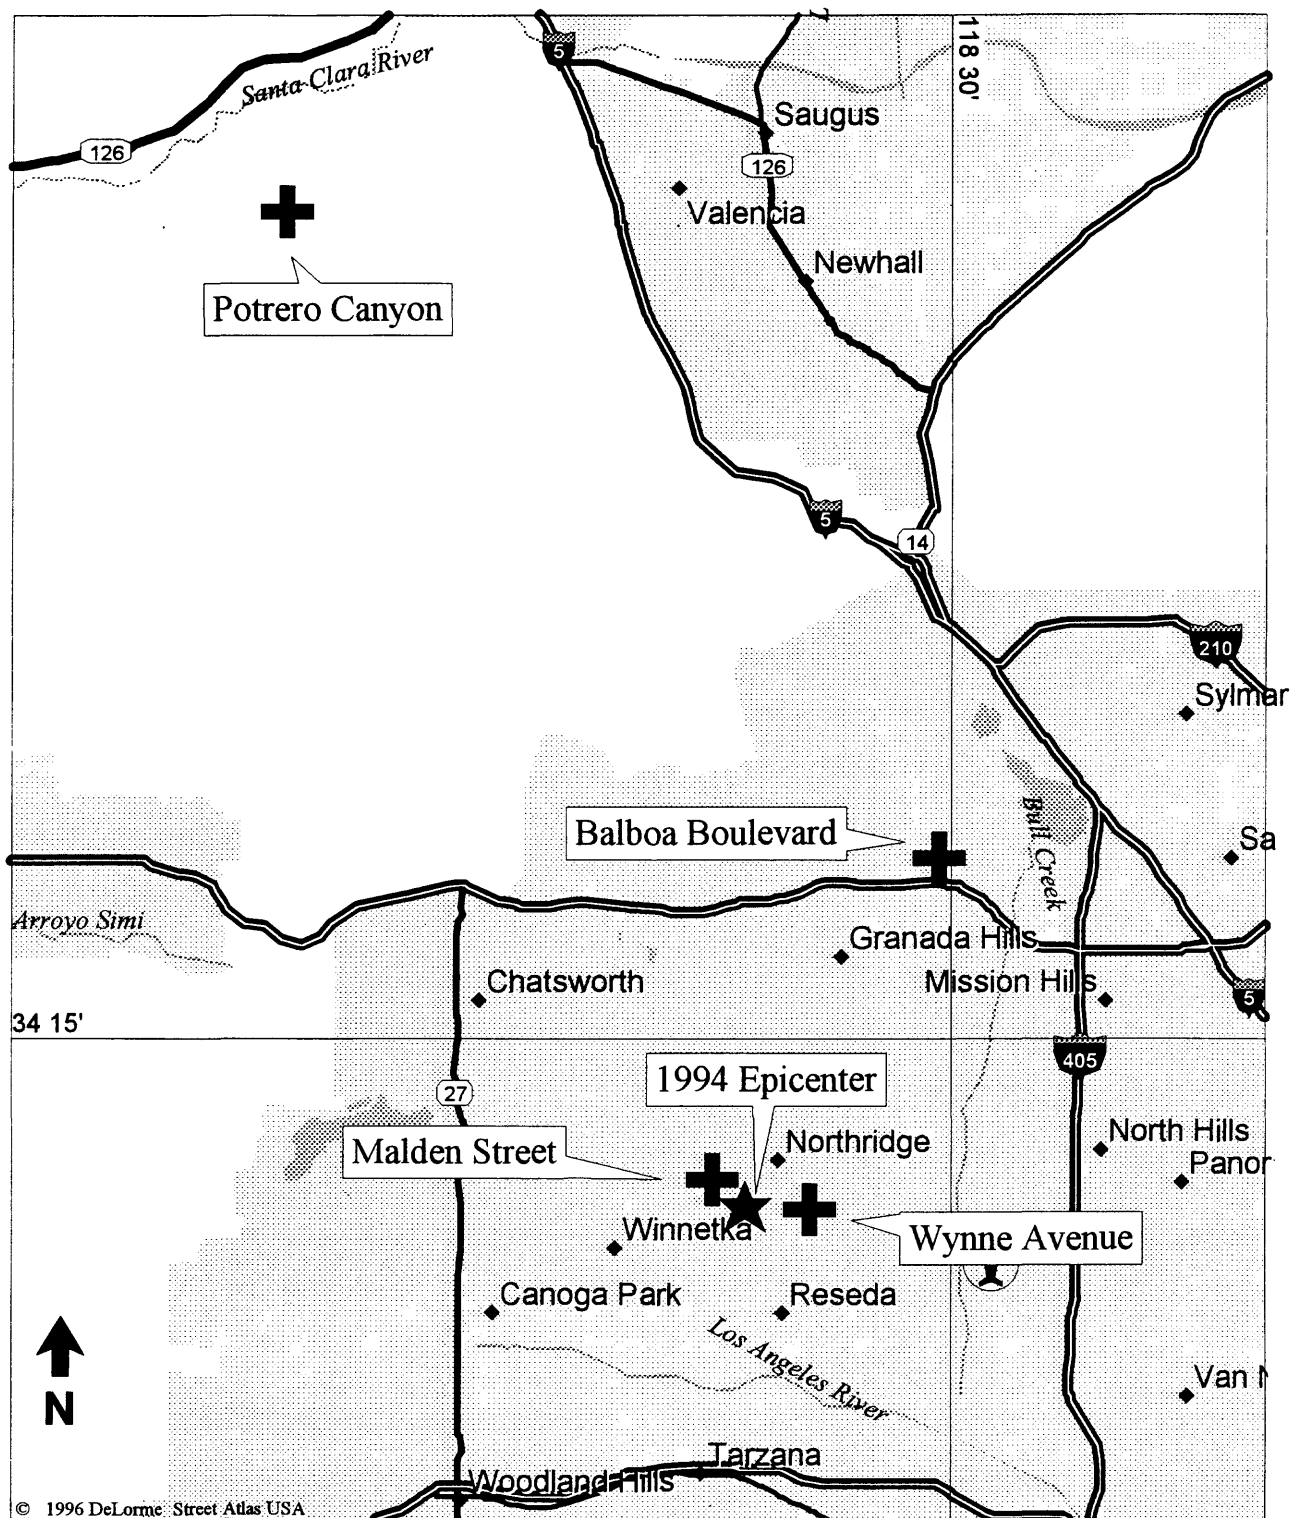 Santa Clara River
5
7
118 30'
126
Saugus
126
Valencia
Newhall
Potrero Canyon
5
14
210
Sylmar
Balboa Boulevard
Bull Creek
Sa
Arroyo Simi
Granada Hills
Chatsworth
Mission Hills
5
34 15'
405
1994 Epicenter
27
Malden Street
Northridge
North Hills
Panor
Winnetka
Wynne Avenue
Canoga Park
Reseda
Los Angeles River
Van N
N
Tarzana
Woodland Hills
© 1996 DeLorme Street Atlas USA